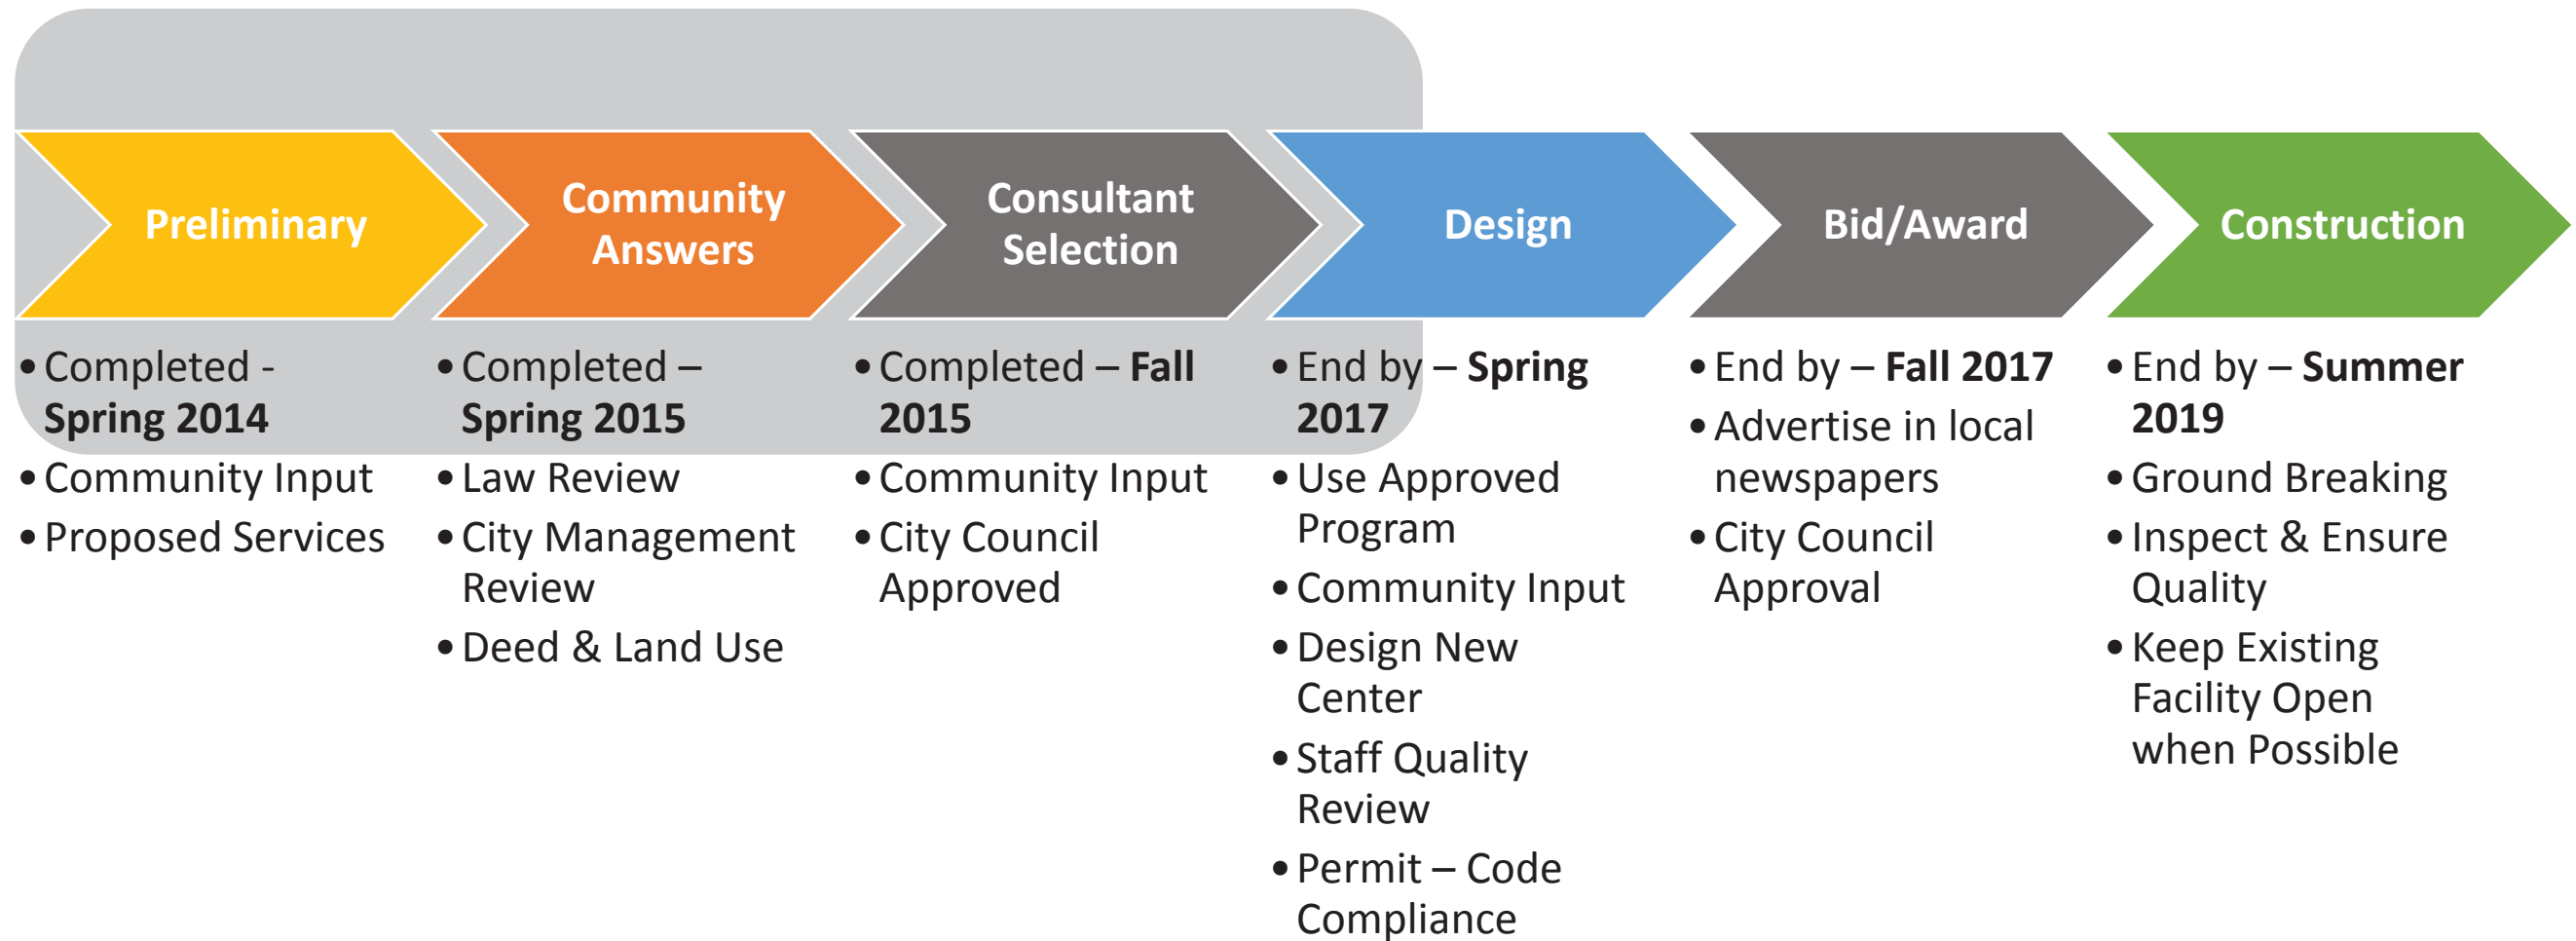 Preliminary
Community
Answers
Consultant
Selection
Design
Bid/Award
Construction
•Completed -
Spring 2014
•Community Input
•Proposed Services
•Completed –
Spring 2015
•Law Review
•City Management
Review
•Deed & Land Use
•Completed – Fall
2015
•Community Input
•City Council
Approved
•End by – Spring
2017
•Use Approved
Program
•Community Input
•Design New
Center
•Staff Quality
Review
•Permit – Code
Compliance
•End by – Fall 2017
•Advertise in local
newspapers
•City Council
Approval
•End by – Summer
2019
•Ground Breaking
•Inspect & Ensure
Quality
•Keep Existing
Facility Open
when Possible